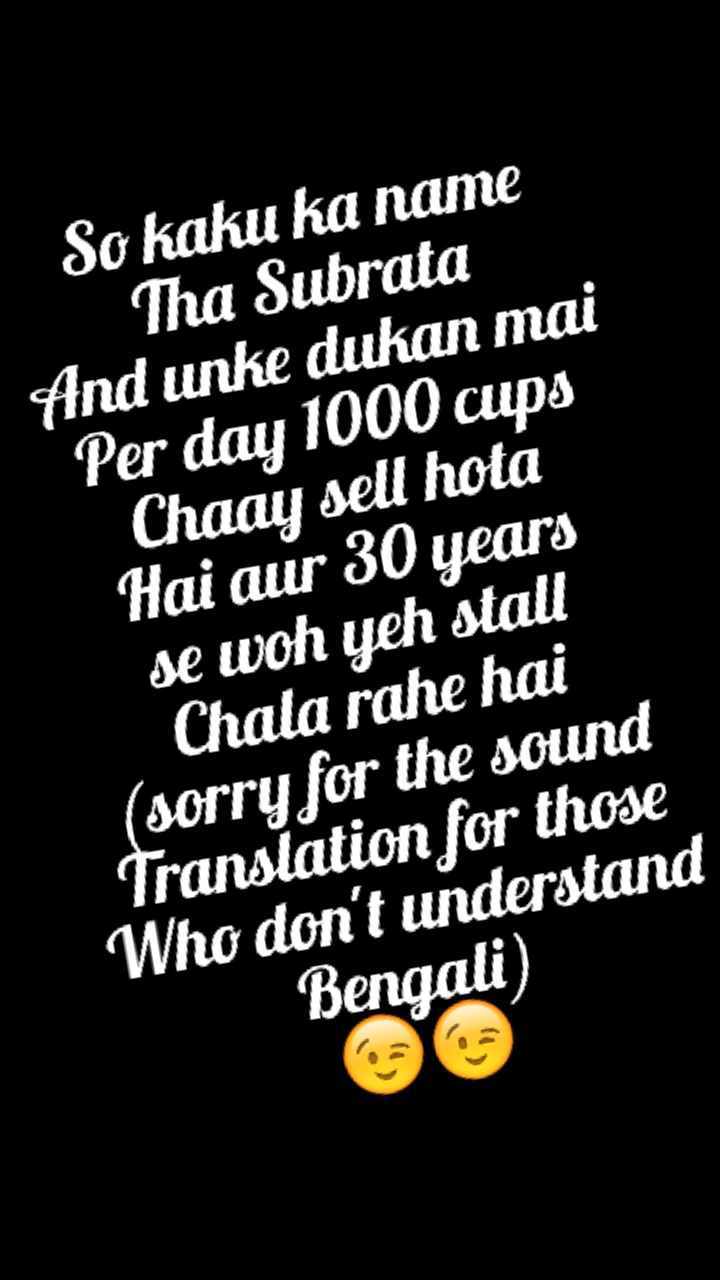 So kaku ka name
Tha Subrata
And unke dukan mai
Per day 1000 cups
Chaay sell hota
Hai aur 30 years
se woh yeh stall
Chala rahe hai
(sorry for the sound
Translation for those
Who don't understand
Bengali)
😉😉